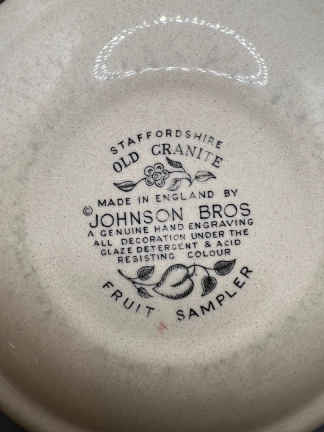 STAFFORDSHIRE
OLD GRANITE
MADE IN ENGLAND BY
© JOHNSON BROS
A GENUINE HAND ENGRAVING
ALL DECORATION UNDER THE
GLAZE DETERGENT & ACID
RESISTING COLOUR
FRUIT SAMPLER